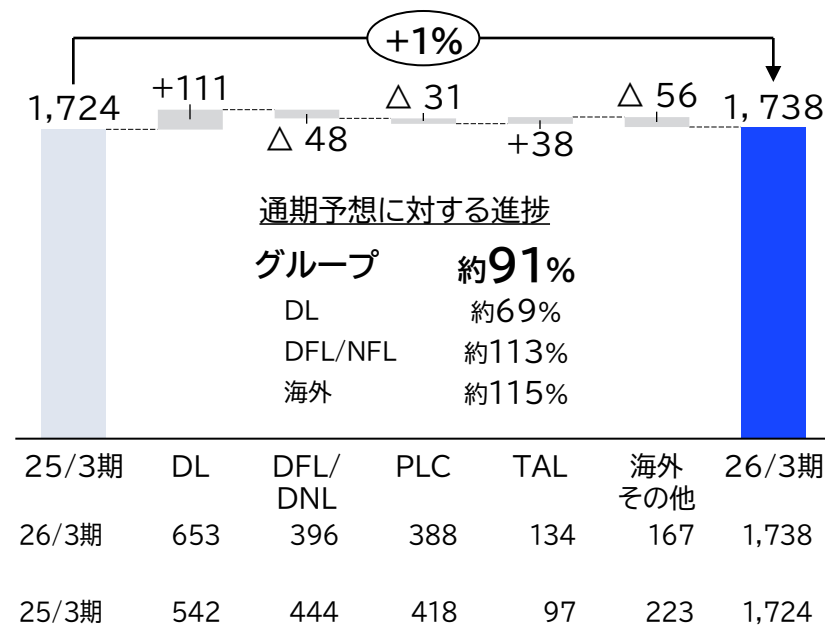 +1%
1,724
+111
△ 48
△ 31
+38
△ 56
1,738
通期予想に対する進捗
グループ 約91%
DL 約69%
DFL/NFL 約113%
海外 約115%
25/3期 DL DFL/ PLC TAL 海外 26/3期
DNL その他
26/3期 653 396 388 134 167 1,738
25/3期 542 444 418 97 223 1,724